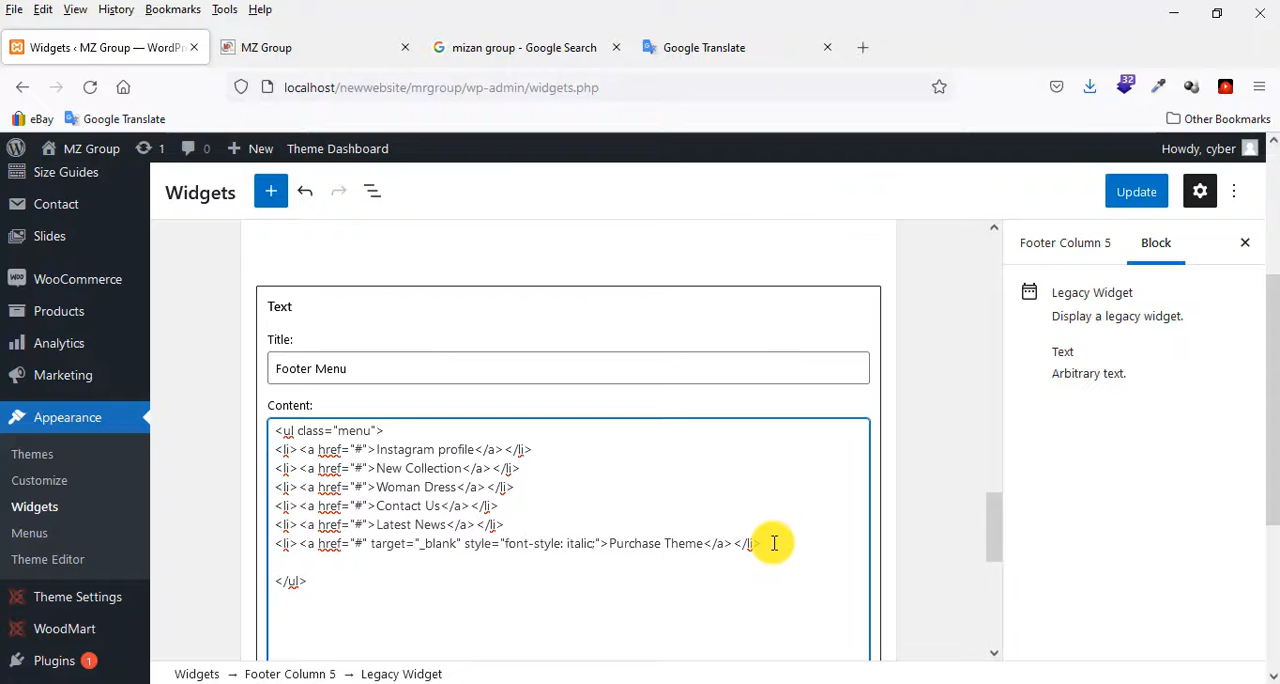 File Edit View History Bookmarks Tools Help
Widgets ‹ MZ Group — WordPr
MZ Group
mizan group - Google Search
Google Translate
localhost/newwebsite/mrgroup/wp-admin/widgets.php
32
eBay Google Translate Other Bookmarks
MZ Group 1 0 New Theme Dashboard Howdy, cyber
Size Guides
Contact
Slides
WooCommerce
Products
Analytics
Marketing
Appearance
Themes
Customize
Widgets
Menus
Theme Editor
Theme Settings
WoodMart
Plugins 1
Widgets
Update
Text
Title:
Footer Menu
Content:
<ul class="menu">
<li><a href="#">Instagram profile</a></li>
<li><a href="#">New Collection</a></li>
<li><a href="#">Woman Dress</a></li>
<li><a href="#">Contact Us</a></li>
<li><a href="#">Latest News</a></li>
<li><a href="#" target="_blank" style="font-style: italic;">Purchase Theme</a></li>
</ul>
Footer Column 5 Block
Legacy Widget
Display a legacy widget.
Text
Arbitrary text.
Widgets → Footer Column 5 → Legacy Widget